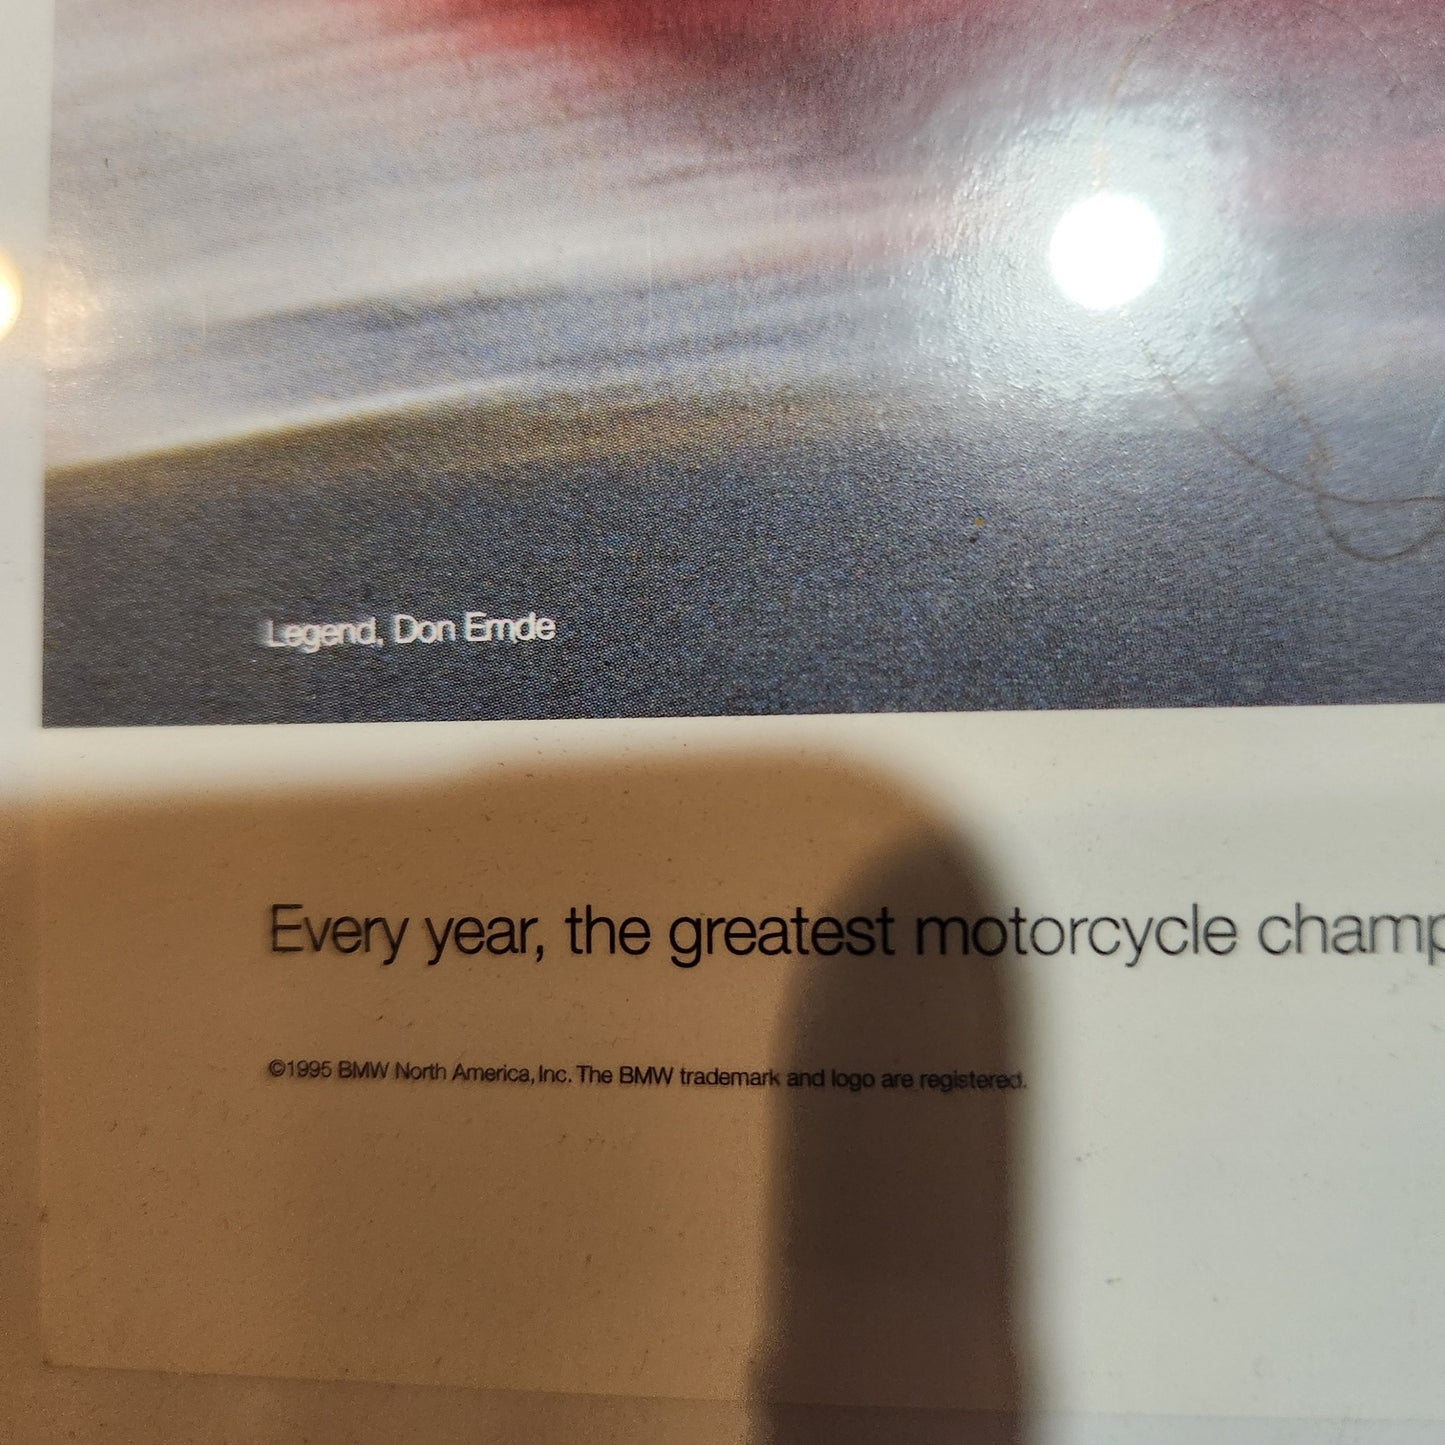 Legend, Don Emde
Every year, the greatest motorcycle champ
©1995 BMW North America, Inc. The BMW trademark and logo are registered.